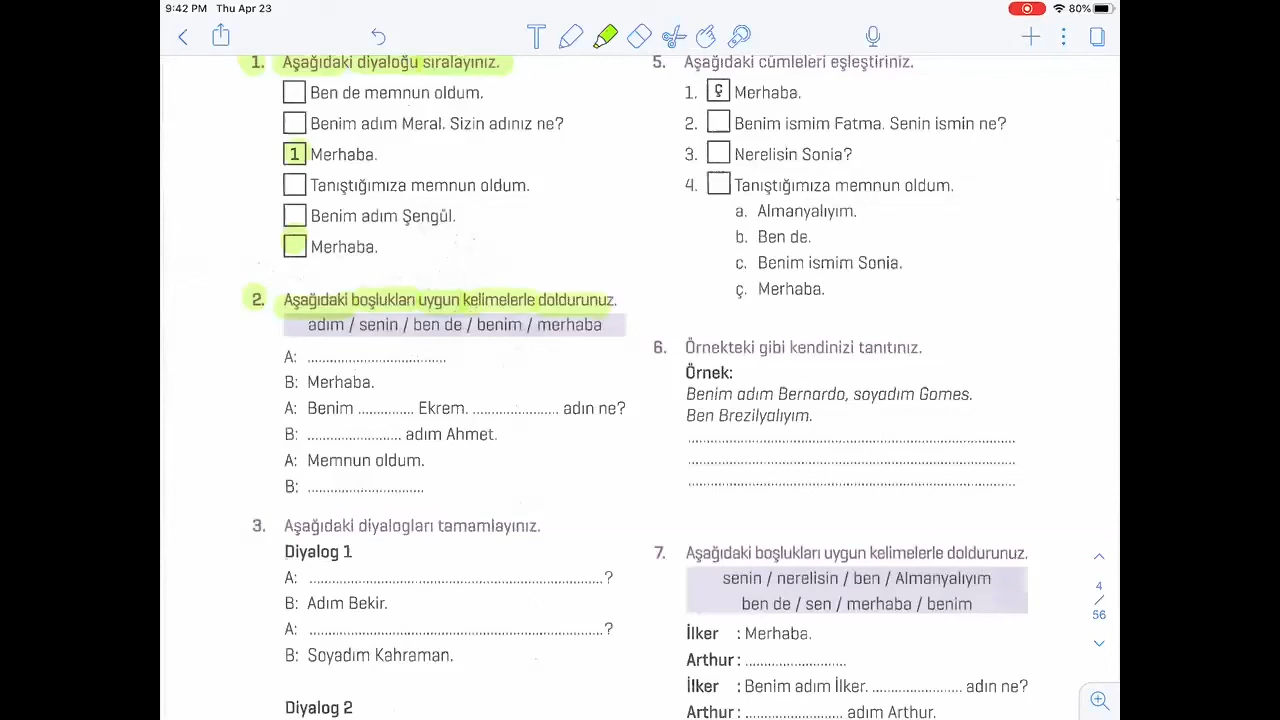 9:42 PM Thu Apr 23
80%
1. Aşağıdaki diyaloğu sıralayınız.
Ben de memnun oldum.
Benim adım Meral. Sizin adınız ne?
1 Merhaba.
Tanıştığımıza memnun oldum.
Benim adım Şengül.
Merhaba.
2. Aşağıdaki boşlukları uygun kelimelerle doldurunuz.
adım / senin / ben de / benim / merhaba
A: ................................
B: Merhaba.
A: Benim ............. Ekrem. .................... adın ne?
B: ...................... adım Ahmet.
A: Memnun oldum.
B: ...........................
3. Aşağıdaki diyalogları tamamlayınız.
Diyalog 1
A: ......................................................................?
B: Adım Bekir.
A: ......................................................................?
B: Soyadım Kahraman.
Diyalog 2
5. Aşağıdaki cümleleri eşleştiriniz.
1. Ç Merhaba.
2. Benim ismim Fatma. Senin ismin ne?
3. Nerelisin Sonia?
4. Tanıştığımıza memnun oldum.
a. Almanyalıyım.
b. Ben de.
c. Benim ismim Sonia.
ç. Merhaba.
6. Örnekteki gibi kendinizi tanıtınız.
Örnek:
Benim adım Bernardo, soyadım Gomes.
Ben Brezilyalıyım.
................................................................................
................................................................................
................................................................................
7. Aşağıdaki boşlukları uygun kelimelerle doldurunuz.
senin / nerelisin / ben / Almanyalıyım
ben de / sen / merhaba / benim
İlker : Merhaba.
Arthur : ........................
İlker : Benim adım İlker. ..................... adın ne?
Arthur : ....................... adım Arthur.
4
/
56